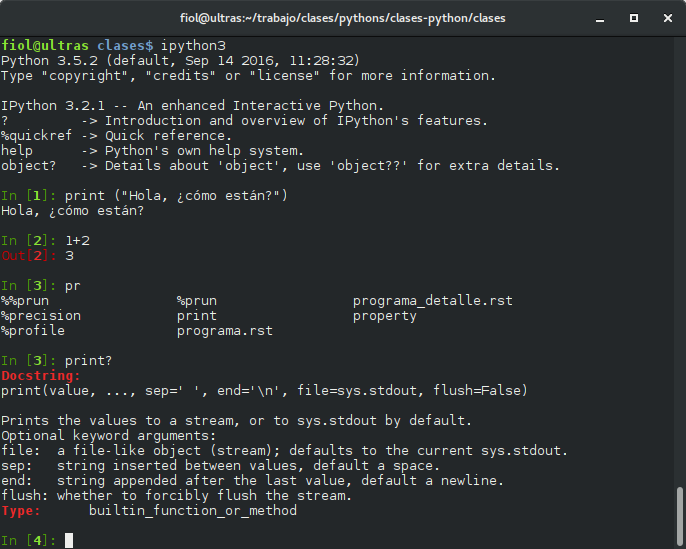 fiol@ultras:~/trabajo/clases/pythons/clases-python/clases
fiol@ultras clases$ ipython3
Python 3.5.2 (default, Sep 14 2016, 11:28:32)
Type "copyright", "credits" or "license" for more information.
IPython 3.2.1 -- An enhanced Interactive Python.
?         -> Introduction and overview of IPython's features.
%quickref -> Quick reference.
help      -> Python's own help system.
object?   -> Details about 'object', use 'object??' for extra details.
In [1]: print ("Hola, ¿cómo están?")
Hola, ¿cómo están?
In [2]: 1+2
Out[2]: 3
In [3]: pr
%%prun                %prun                 programa_detalle.rst
%precision            print                 property
%profile              programa.rst
In [3]: print?
Docstring:
print(value, ..., sep=' ', end='\n', file=sys.stdout, flush=False)
Prints the values to a stream, or to sys.stdout by default.
Optional keyword arguments:
file:  a file-like object (stream); defaults to the current sys.stdout.
sep:   string inserted between values, default a space.
end:   string appended after the last value, default a newline.
flush: whether to forcibly flush the stream.
Type:      builtin_function_or_method
In [4]: